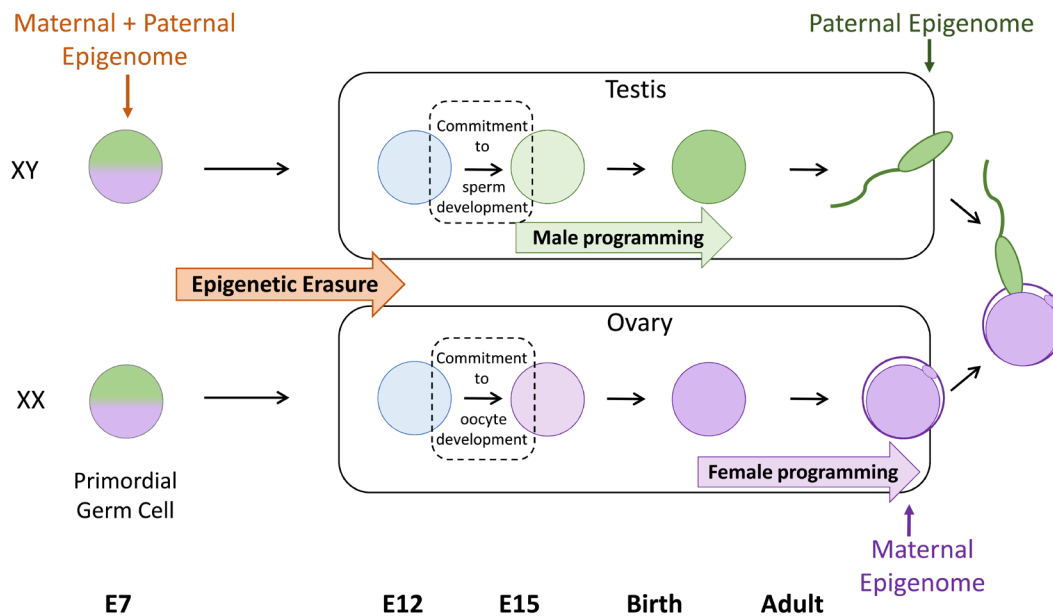 Maternal + Paternal
Epigenome
Paternal Epigenome
Testis
XY
Commitment
to
sperm
development
Male programming
Epigenetic Erasure
Ovary
XX
Commitment
to
oocyte
development
Female programming
Primordial
Germ Cell
Maternal
Epigenome
E7
E12
E15
Birth
Adult